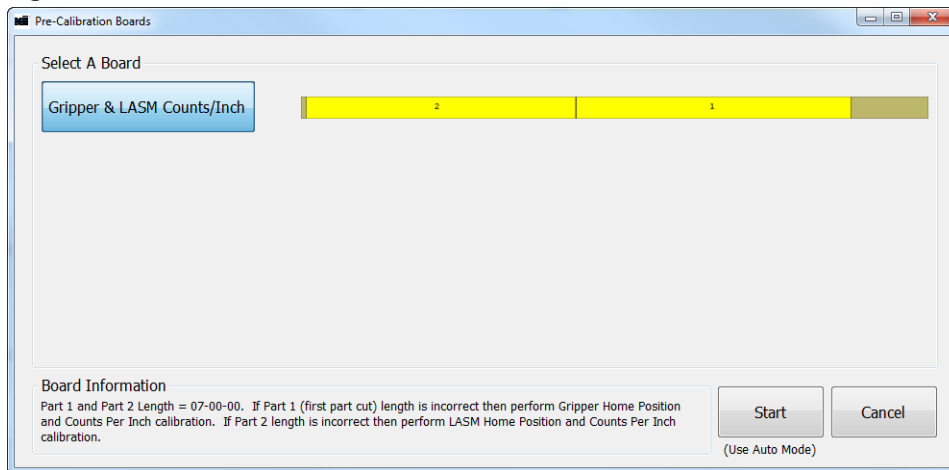 Pre-Calibration Boards
Select A Board
Gripper & LASM Counts/Inch
2 1
Board Information
Part 1 and Part 2 Length = 07-00-00. If Part 1 (first part cut) length is incorrect then perform Gripper Home Position
and Counts Per Inch calibration. If Part 2 length is incorrect then perform LASM Home Position and Counts Per Inch
calibration.
Start Cancel
(Use Auto Mode)